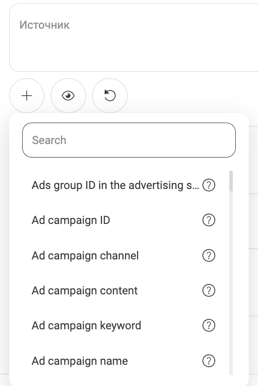 Источник
Search
Ads group ID in the advertising s...
Ad campaign ID
Ad campaign channel
Ad campaign content
Ad campaign keyword
Ad campaign name